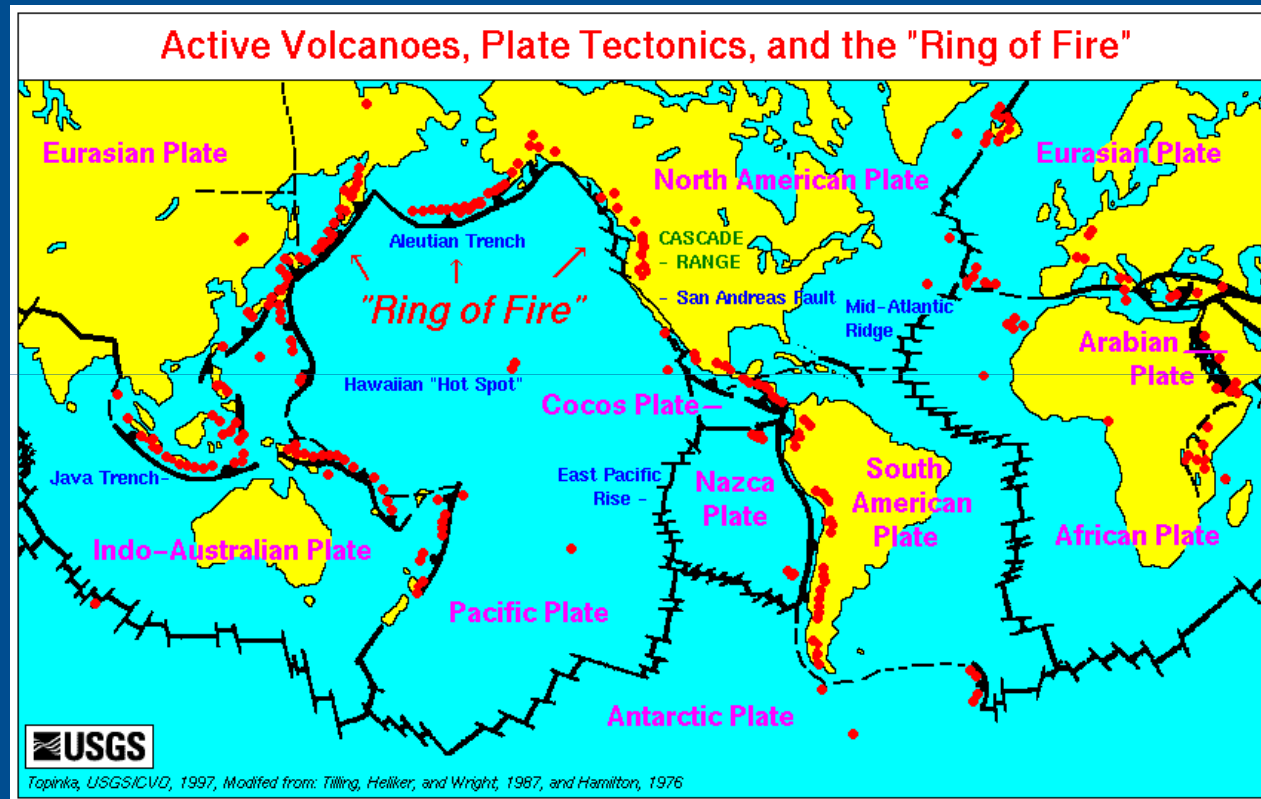 Active Volcanoes, Plate Tectonics, and the "Ring of Fire"
Eurasian Plate
North American Plate
Eurasian Plate
Aleutian Trench
"Ring of Fire"
CASCADE
- RANGE
- San Andreas Fault
Mid-Atlantic
Ridge
Arabian
Plate
Hawaiian "Hot Spot"
Cocos Plate
Java Trench-
East Pacific
Rise -
Nazca
Plate
South
American
Plate
African Plate
Indo-Australian Plate
Pacific Plate
Antarctic Plate
USGS
Topinka, USGS/CVO, 1997, Modifed from: Tilling, Heliker, and Wright, 1987, and Hamilton, 1976